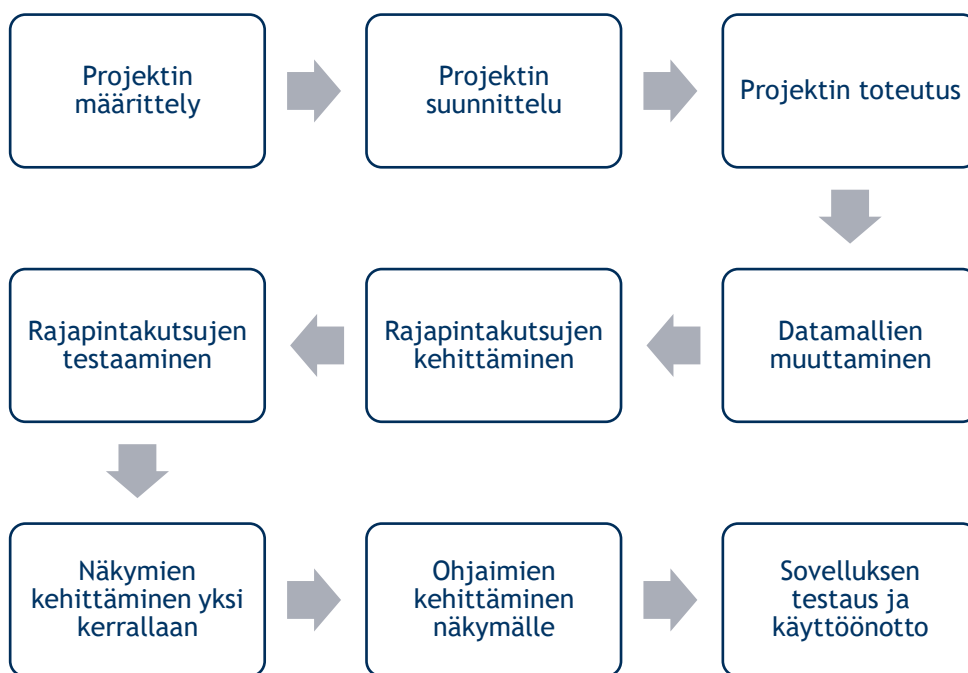 Projektin
määrittely
Projektin
suunnittelu
Projektin toteutus
Datamallien
muuttaminen
Rajapintakutsujen
kehittäminen
Rajapintakutsujen
testaaminen
Näkymien
kehittäminen yksi
kerrallaan
Ohjaimien
kehittäminen
näkymälle
Sovelluksen
testaus ja
käyttöönotto